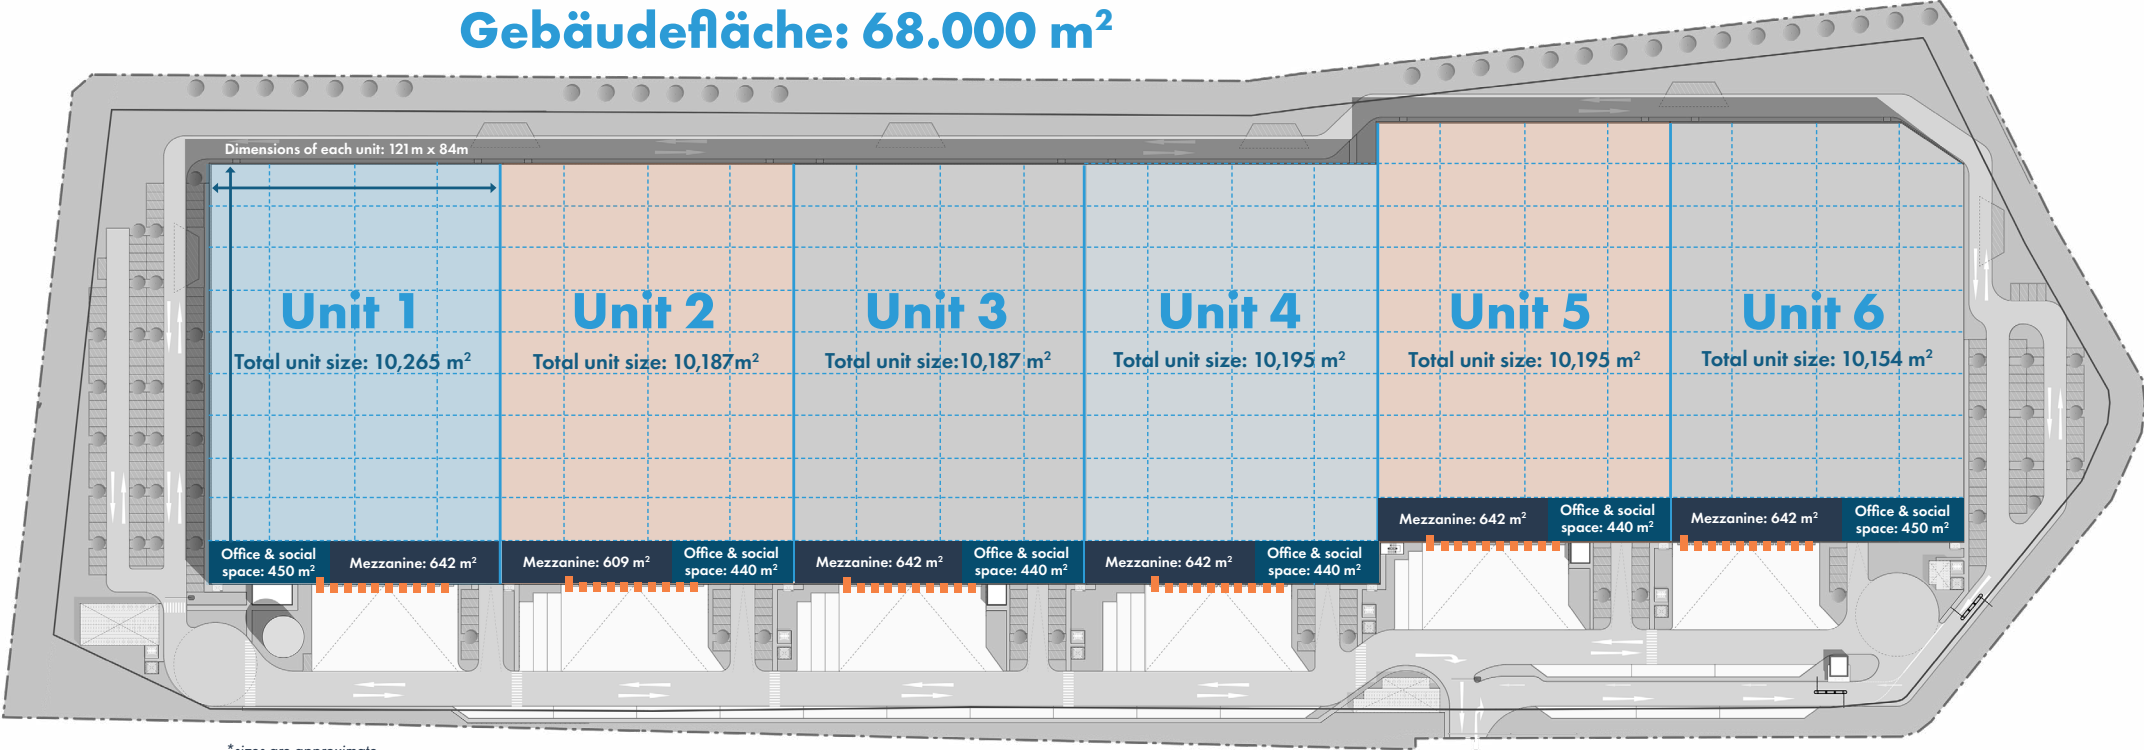 Gebäudefläche: 68.000 m²
Dimensions of each unit: 121m x 84m
Unit 1
Total unit size: 10,265 m²
Unit 2
Total unit size: 10,187m²
Unit 3
Total unit size:10,187 m²
Unit 4
Total unit size: 10,195 m²
Unit 5
Total unit size: 10,195 m²
Unit 6
Total unit size: 10,154 m²
Office & social
space: 450 m²
Mezzanine: 642 m²
Mezzanine: 609 m²
Office & social
space: 440 m²
Mezzanine: 642 m²
Office & social
space: 440 m²
Mezzanine: 642 m²
Office & social
space: 440 m²
Mezzanine: 642 m²
Office & social
space: 440 m²
Mezzanine: 642 m²
Office & social
space: 450 m²
*sizes are approximate